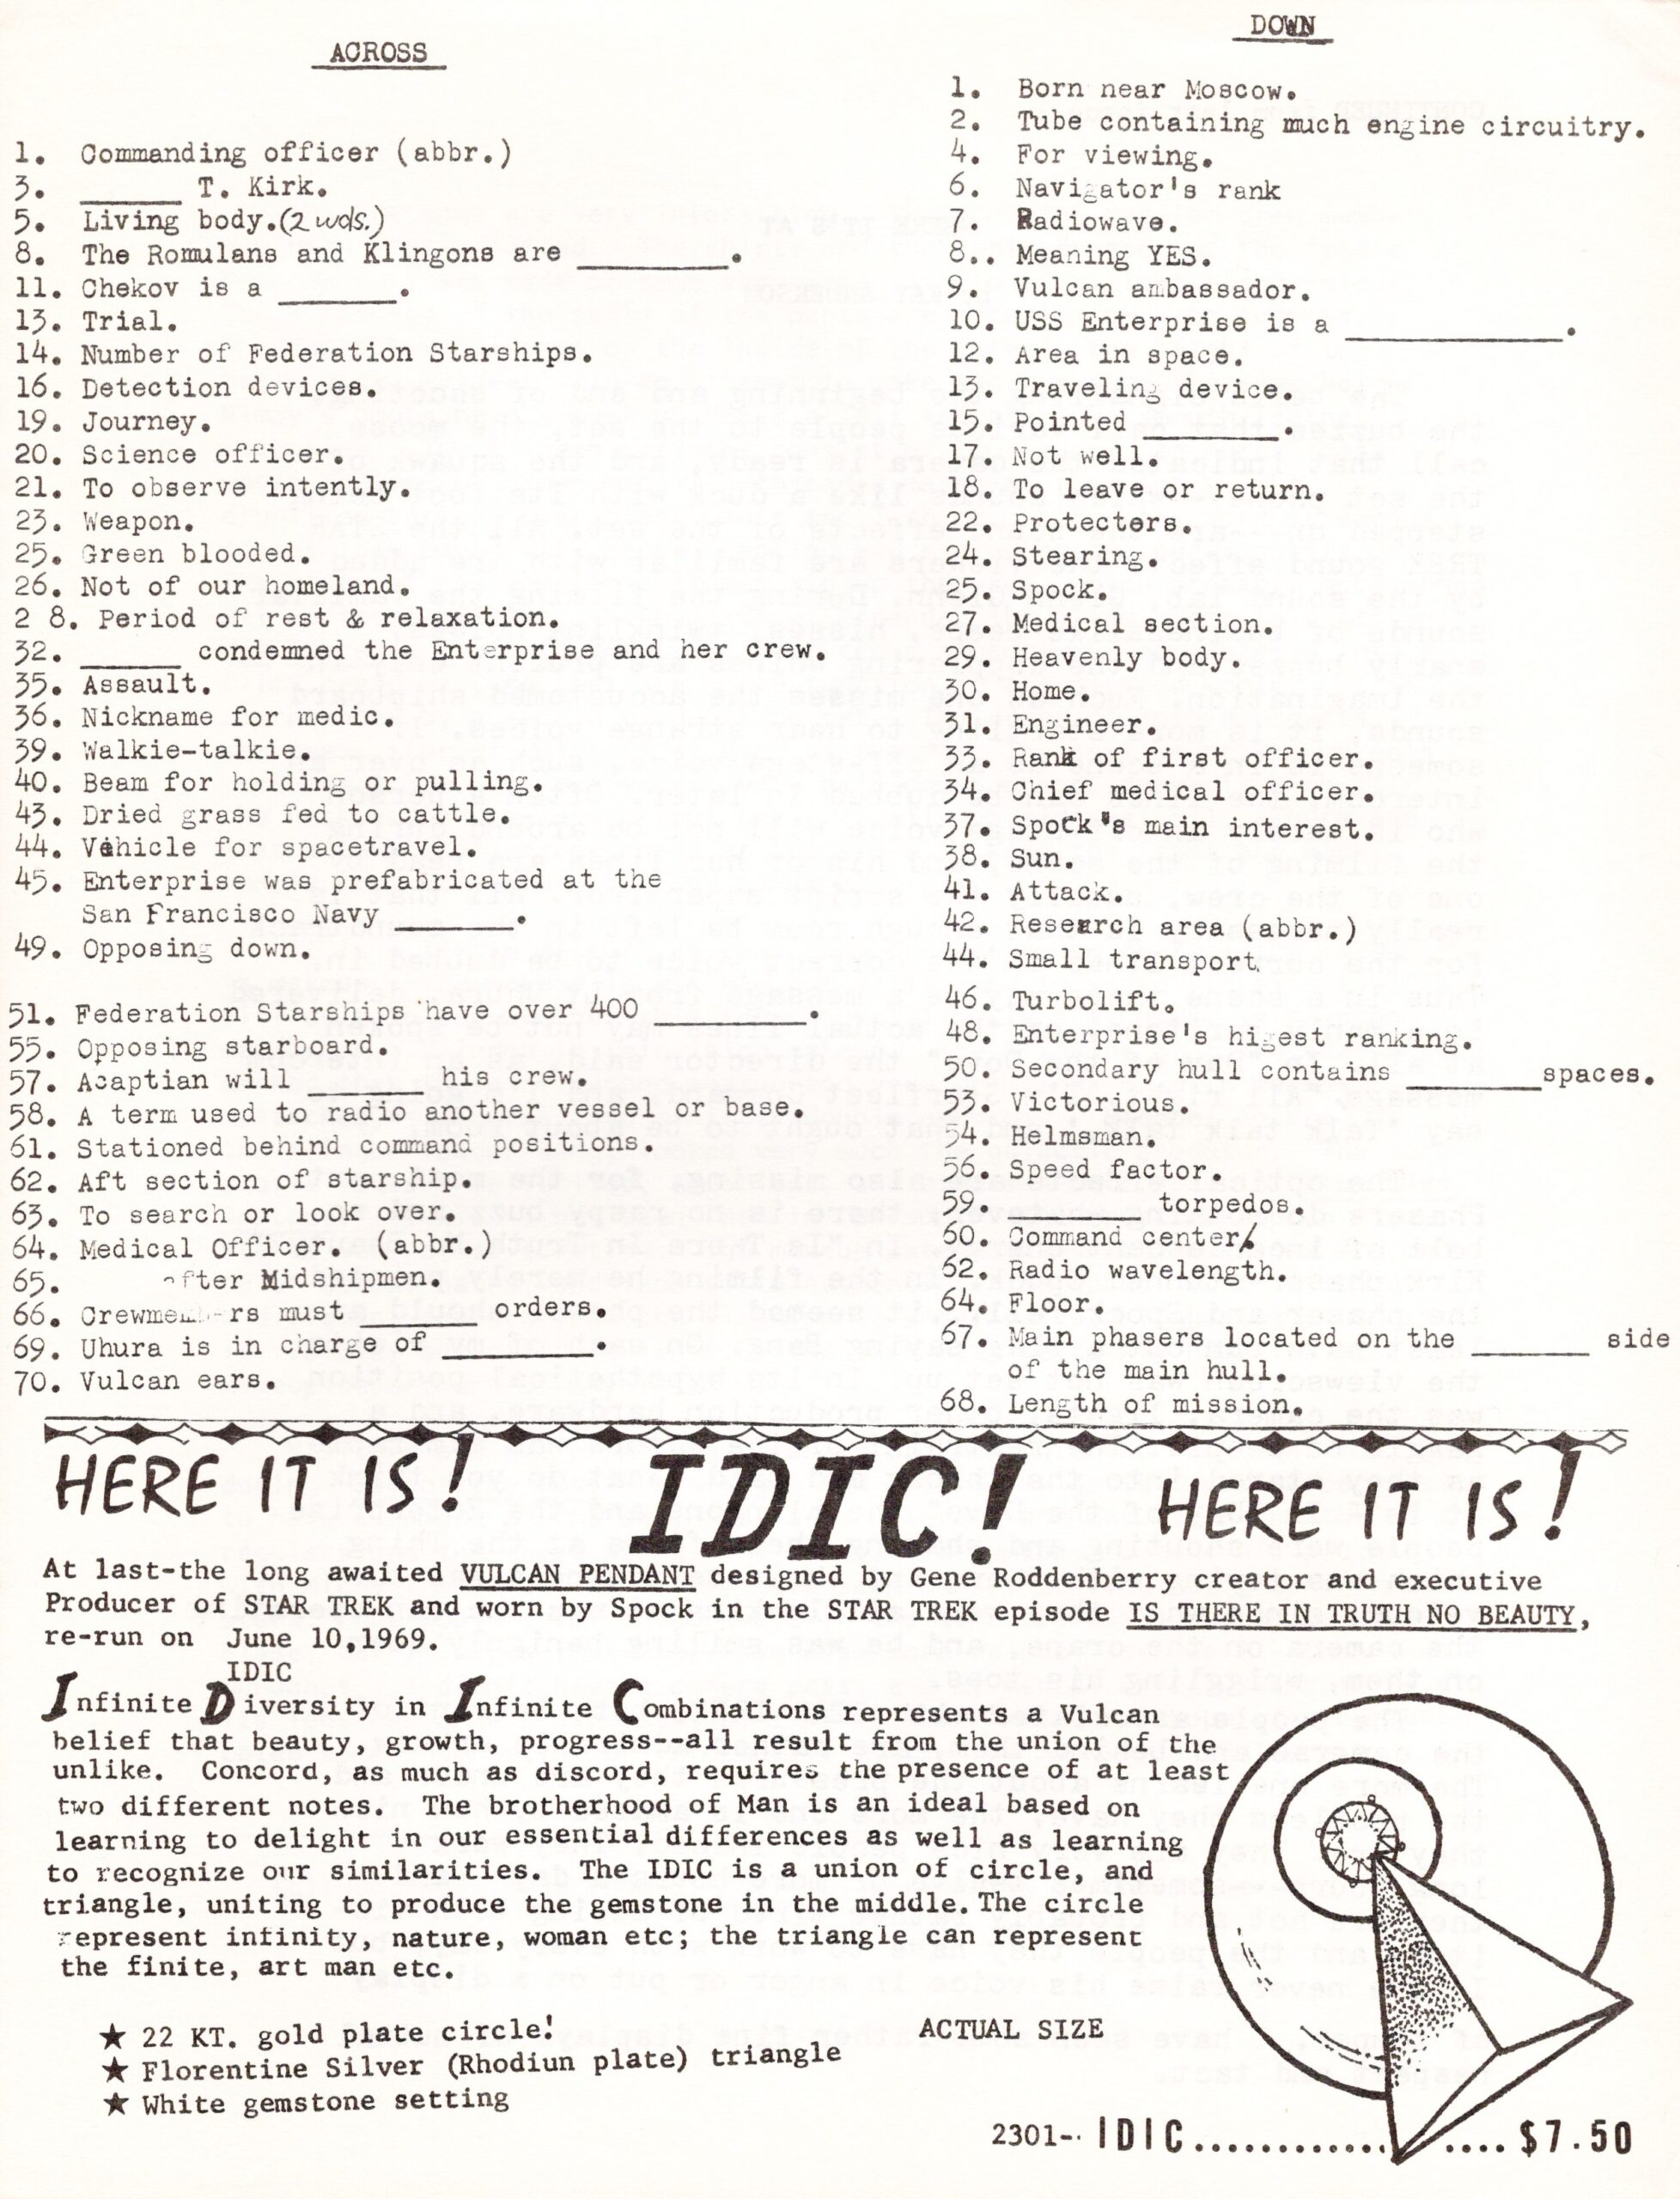 ACROSS
1. Commanding officer (abbr.)
3. _____ T. Kirk.
5. Living body.(2 wds.)
8. The Romulans and Klingons are _______.
11. Chekov is a ______.
13. Trial.
14. Number of Federation Starships.
16. Detection devices.
19. Journey.
20. Science officer.
21. To observe intently.
23. Weapon.
25. Green blooded.
26. Not of our homeland.
2 8. Period of rest & relaxation.
32. _____ condemned the Enterprise and her crew.
35. Assault.
36. Nickname for medic.
39. Walkie-talkie.
40. Beam for holding or pulling.
43. Dried grass fed to cattle.
44. Vehicle for spacetravel.
45. Enterprise was prefabricated at the
San Francisco Navy ______.
49. Opposing down.
51. Federation Starships have over 400 ________.
55. Opposing starboard.
57. Acaptian will _______ his crew.
58. A term used to radio another vessel or base.
61. Stationed behind command positions.
62. Aft section of starship.
63. To search or look over.
64. Medical Officer. (abbr.)
65. after Midshipmen.
66. Crewmembers must _____ orders.
69. Uhura is in charge of ________.
70. Vulcan ears.
DOWN
1. Born near Moscow.
2. Tube containing much engine circuitry.
4. For viewing.
6. Navigator's rank
7. Radiowave.
8.. Meaning YES.
9. Vulcan ambassador.
10. USS Enterprise is a ___________.
12. Area in space.
13. Traveling device.
15. Pointed _______.
17. Not well.
18. To leave or return.
22. Protecters.
24. Stearing.
25. Spock.
27. Medical section.
29. Heavenly body.
30. Home.
31. Engineer.
33. Rank of first officer.
34. Chief medical officer.
37. Spock's main interest.
38. Sun.
41. Attack.
42. Research area (abbr.)
44. Small transport.
46. Turbolift.
48. Enterprise's higest ranking.
50. Secondary hull contains _______spaces.
53. Victorious.
54. Helmsman.
56. Speed factor.
59. _______ torpedos.
60. Command center
62. Radio wavelength.
64. Floor.
67. Main phasers located on the ______ side
of the main hull.
68. Length of mission.
HERE IT IS! IDIC! HERE IT IS!
At last-the long awaited VULCAN PENDANT designed by Gene Roddenberry creator and executive
Producer of STAR TREK and worn by Spock in the STAR TREK episode IS THERE IN TRUTH NO BEAUTY,
re-run on June 10,1969.
IDIC
Infinite Diversity in Infinite Combinations represents a Vulcan
belief that beauty, growth, progress--all result from the union of the
unlike. Concord, as much as discord, requires the presence of at least
two different notes. The brotherhood of Man is an ideal based on
learning to delight in our essential differences as well as learning
to recognize our similarities. The IDIC is a union of circle, and
triangle, uniting to produce the gemstone in the middle. The circle
represent infinity, nature, woman etc; the triangle can represent
the finite, art man etc.
★ 22 KT. gold plate circle!
★ Florentine Silver (Rhodiun plate) triangle
★ White gemstone setting
ACTUAL SIZE
2301-. IDIC................. $7.50